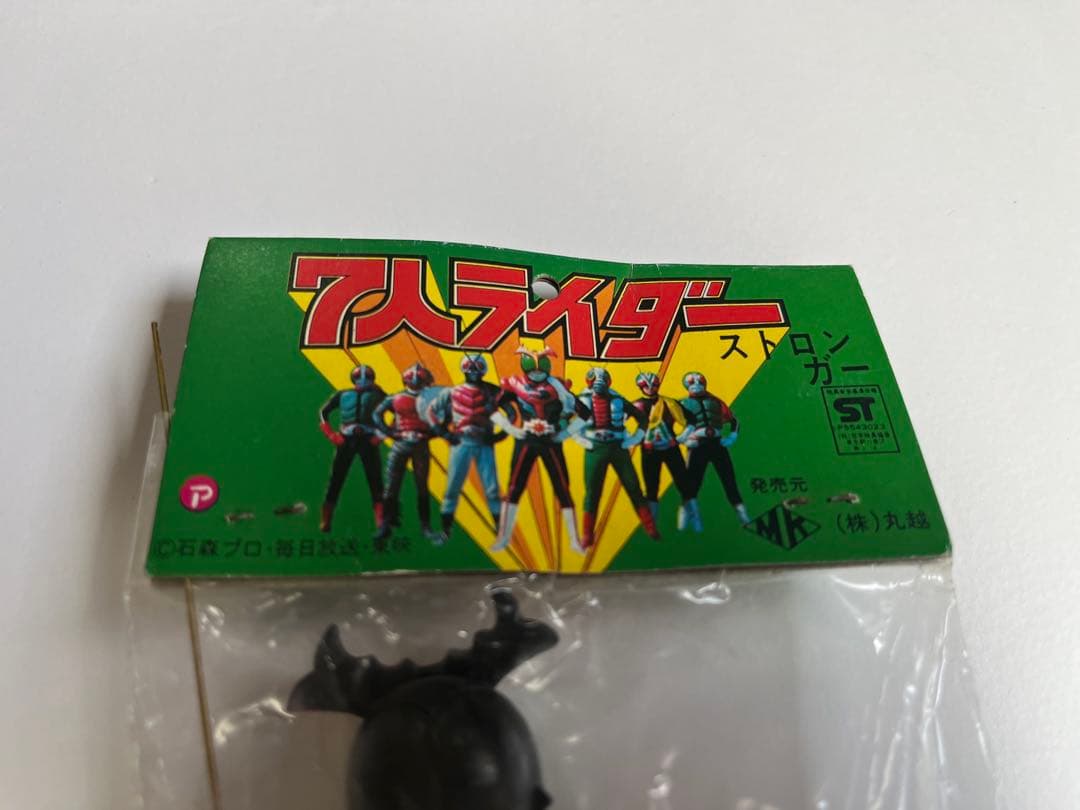 7人ライダー
ストロン
ガー
ST
P
発売元
MK
(株)丸越
©石森プロ・毎日放送・東映